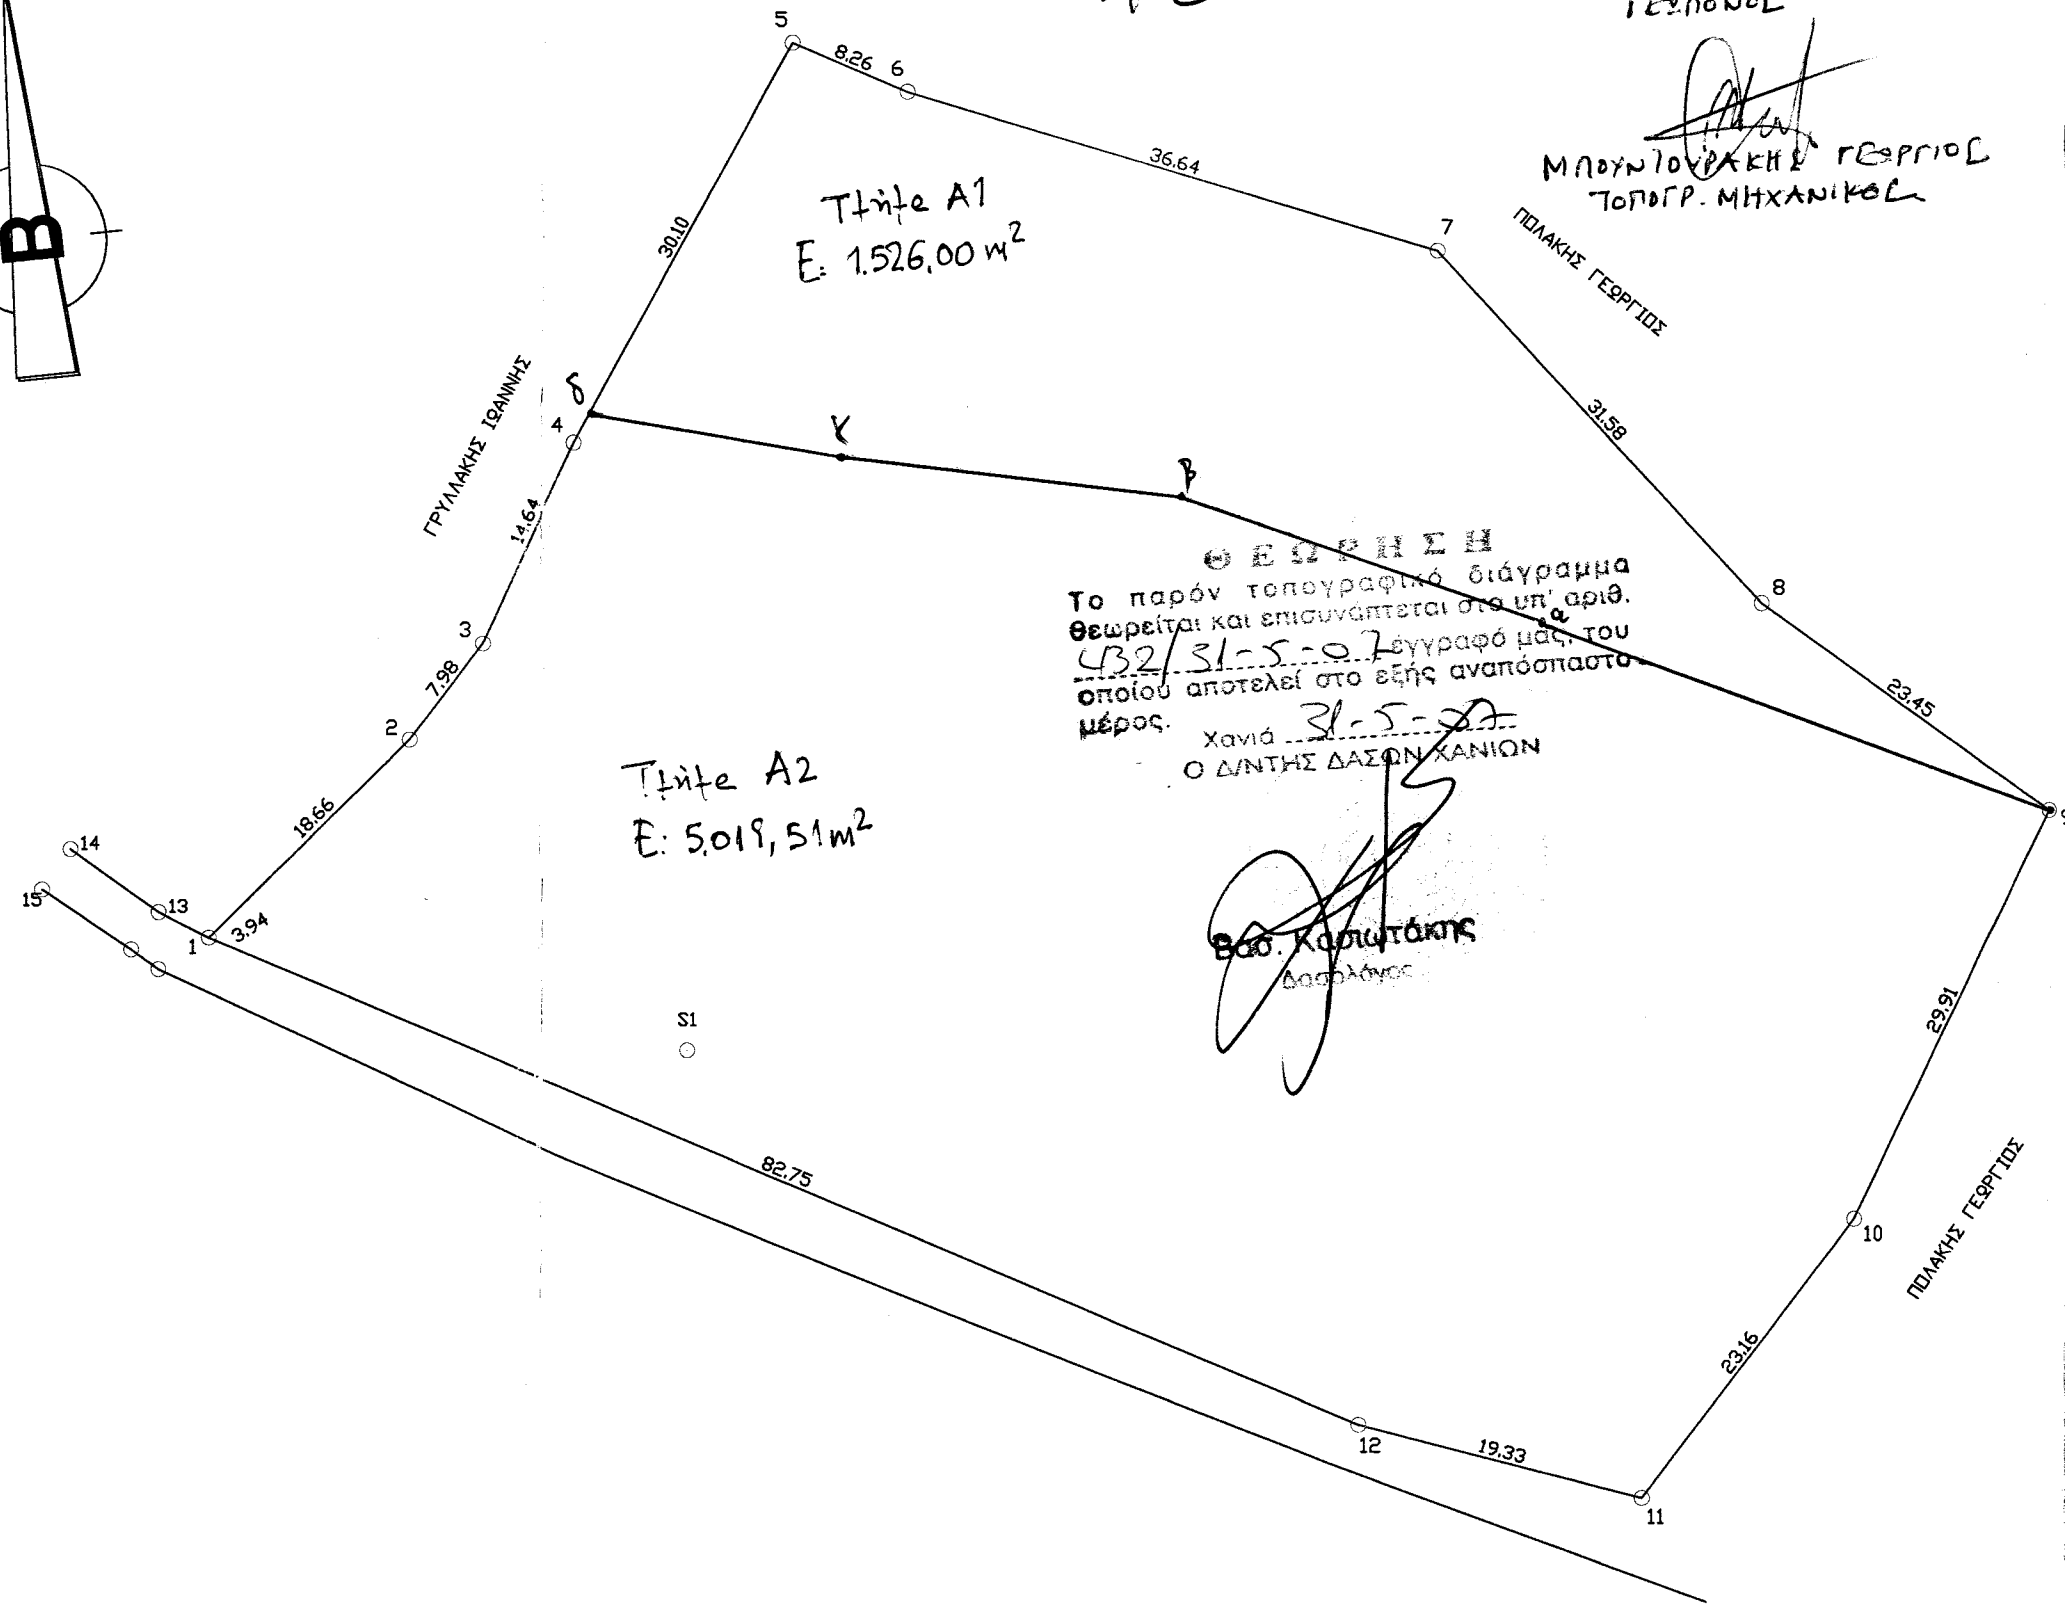 5
8.26
6
36.64
ΜΠΟΥΝΤΟΥΡΑΚΗΣ ΓΕΩΡΓΙΟΣ
ΤΟΠΟΓΡ. ΜΗΧΑΝΙΚΟΣ
Τμήμα Α1
Ε: 1.526,00 m²
30.10
7
ΠΟΛΑΚΗΣ ΓΕΩΡΓΙΟΣ
Β
ΓΡΥΛΛΑΚΗΣ ΙΩΑΝΝΗΣ
δ
4
γ
β
31.58
14.64
8
α
ΘΕΩΡΗΣΗ
Το παρόν τοπογραφικό διάγραμμα
θεωρείται και επισυνάπτεται στο υπ' αριθ.
432/31-5-07 έγγραφό μας, του
οποίου αποτελεί στο εξής αναπόσπαστο
μέρος.
Χανιά 31-5-07
Ο Δ/ΝΤΗΣ ΔΑΣΩΝ ΧΑΝΙΩΝ
Βασ. Κασιωτάκης
Δασολόγος
3
7.98
2
23.45
9
Τμήμα Α2
Ε: 5.019,51 m²
18.66
14
15
13
1
3.94
S1
29.91
82.75
10
ΠΟΛΑΚΗΣ ΓΕΩΡΓΙΟΣ
23.16
12
19.33
11